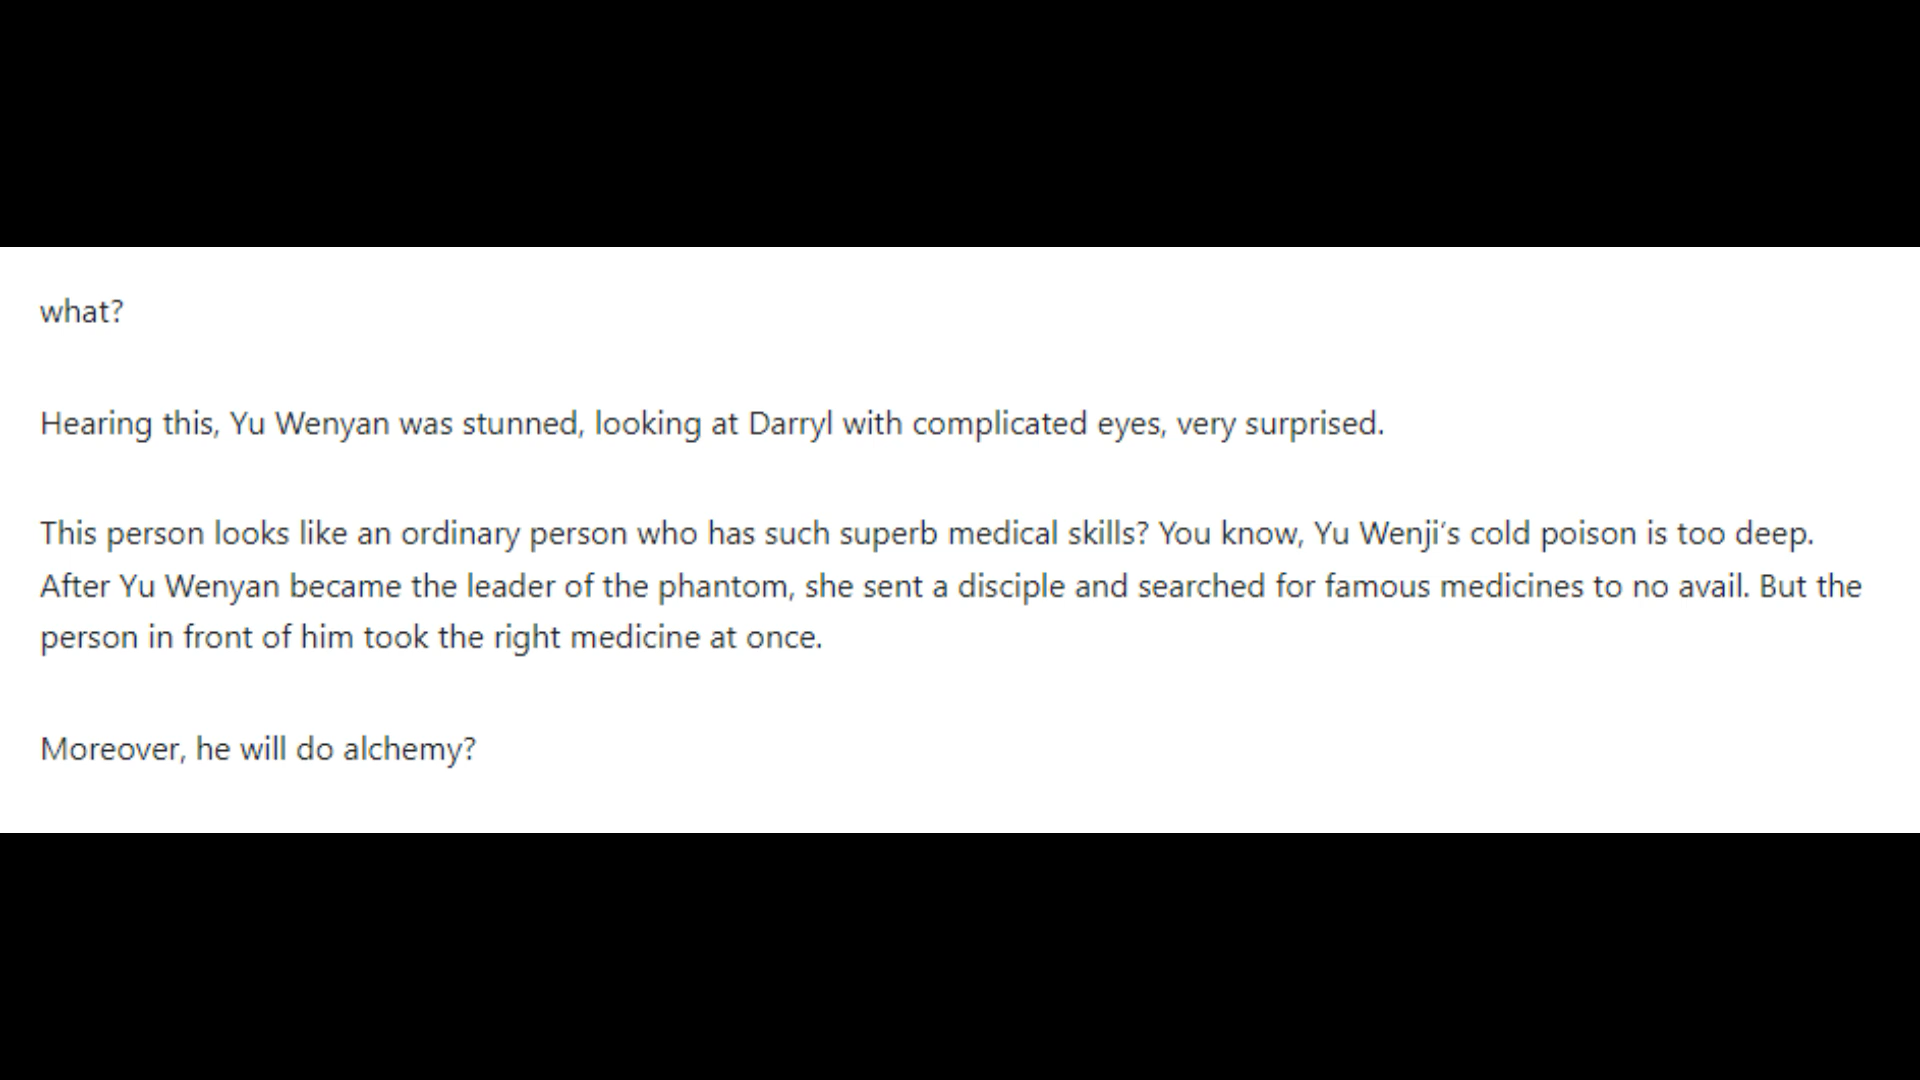 what?
Hearing this, Yu Wenyan was stunned, looking at Darryl with complicated eyes, very surprised.
This person looks like an ordinary person who has such superb medical skills? You know, Yu Wenji’s cold poison is too deep.
After Yu Wenyan became the leader of the phantom, she sent a disciple and searched for famous medicines to no avail. But the
person in front of him took the right medicine at once.
Moreover, he will do alchemy?